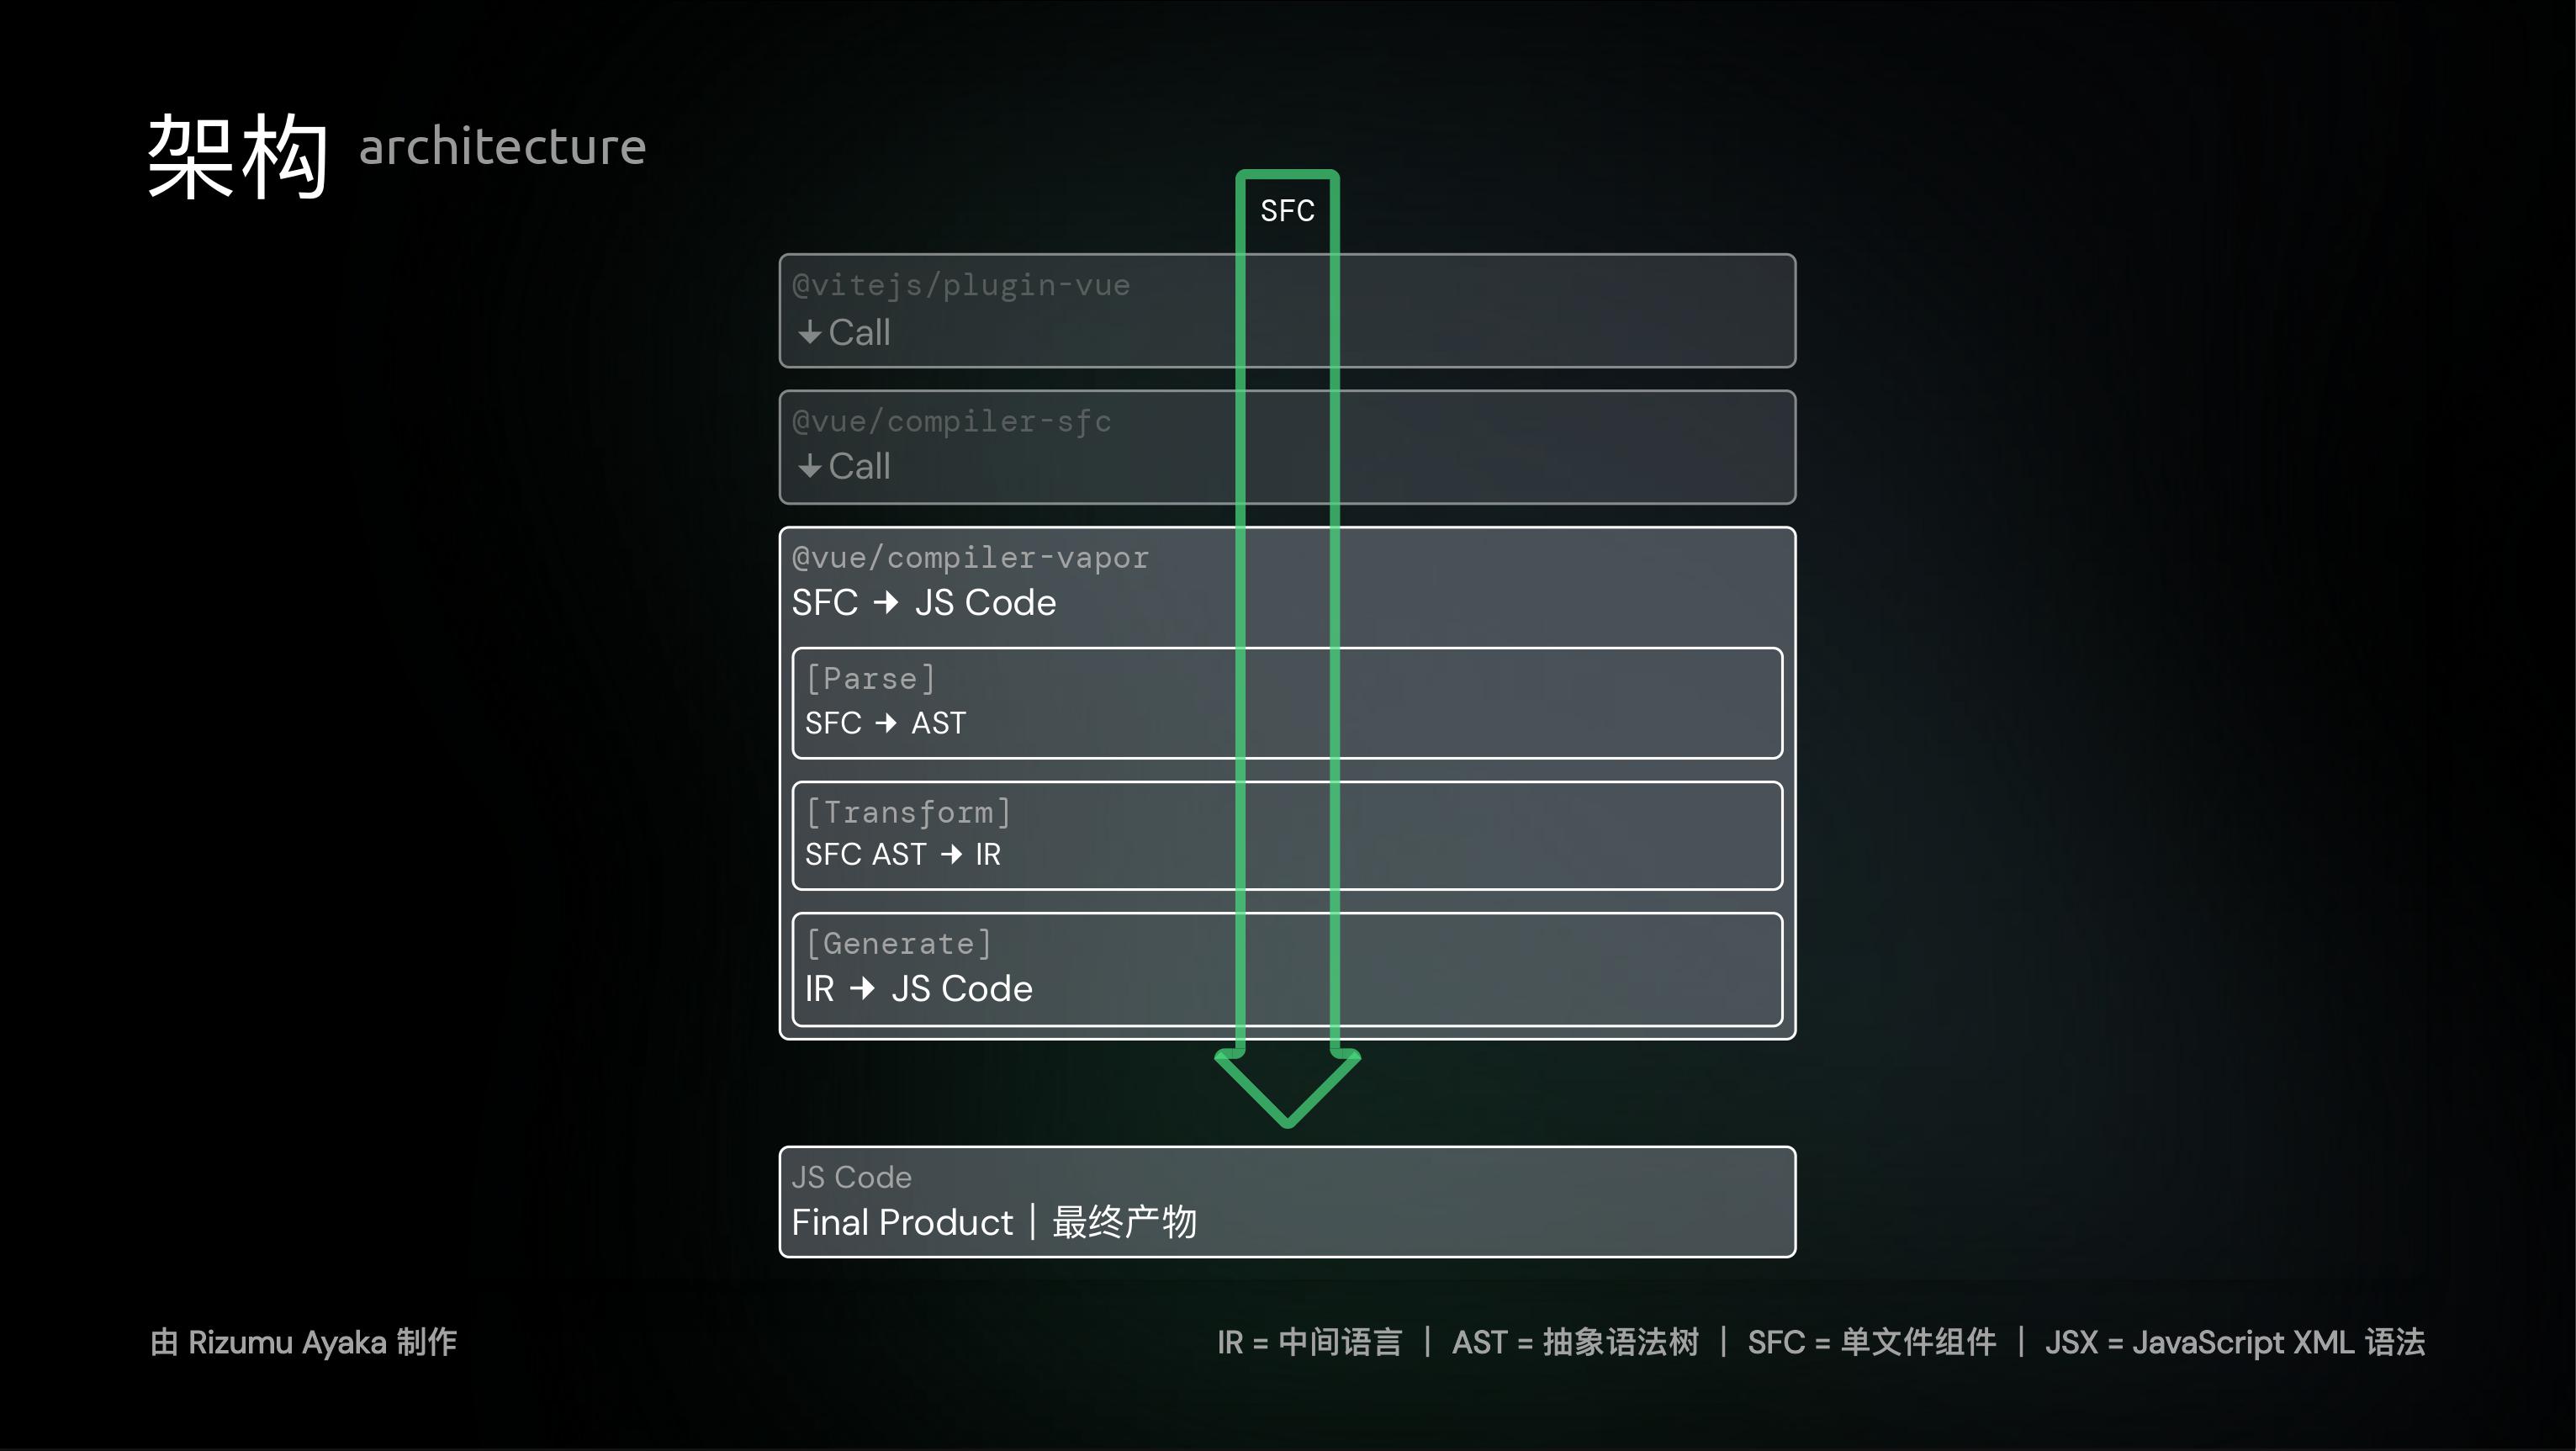 架构 architecture
SFC
@vitejs/plugin-vue
↓ Call
@vue/compiler-sfc
↓ Call
@vue/compiler-vapor
SFC → JS Code
[Parse]
SFC → AST
[Transform]
SFC AST → IR
[Generate]
IR → JS Code
JS Code
Final Product｜最终产物
由 Rizumu Ayaka 制作
IR = 中间语言 ｜ AST = 抽象语法树 ｜ SFC = 单文件组件 ｜ JSX = JavaScript XML 语法